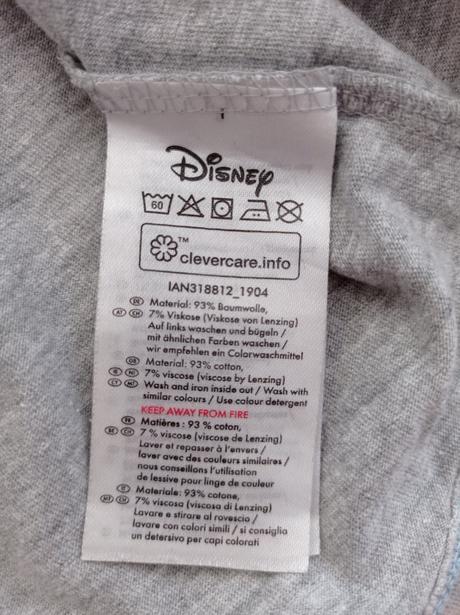 Disney
60
TM
clevercare.info
IAN318812_1904
DE Material: 93% Baumwolle,
AT CH 7% Viskose (Viskose von Lenzing)
Auf links waschen und bügeln /
mit ähnlichen Farben waschen /
wir empfehlen ein Colorwaschmittel
GB Material: 93% cotton,
IE NI 7% viscose (viscose by Lenzing)
CY MT Wash and iron inside out / Wash with
similar colours / Use colour detergent
KEEP AWAY FROM FIRE
FR Matières : 93 % coton,
BE CH 7 % viscose (viscose de Lenzing)
Laver et repasser à l'envers /
laver avec des couleurs similaires /
nous conseillons l'utilisation
de lessive pour linge de couleur
IT Materiale: 93% cotone,
MT CH 7% viscosa (viscosa di Lenzing)
Lavare e stirare al rovescio /
lavare con colori simili / si consiglia
un detersivo per capi colorati